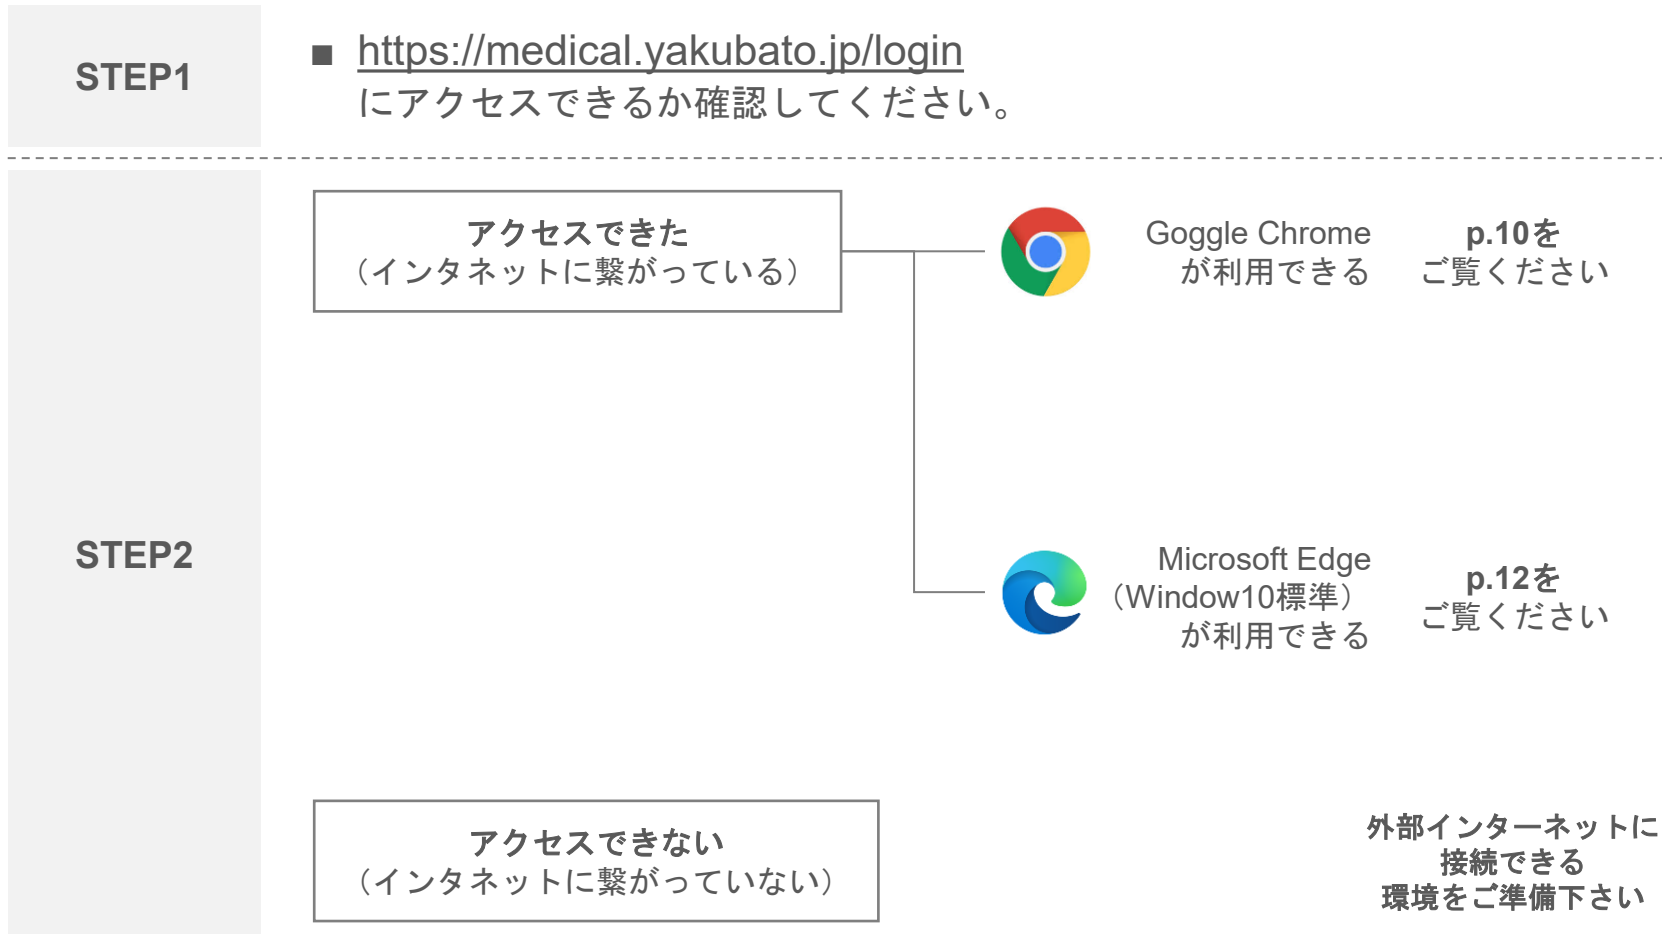 STEP1
■ https://medical.yakubato.jp/login
にアクセスできるか確認してください。
STEP2
アクセスできた
（インタネットに繋がっている）
Goggle Chrome
が利用できる
p.10を
ご覧ください
Microsoft Edge
（Window10標準）
が利用できる
p.12を
ご覧ください
アクセスできない
（インタネットに繋がっていない）
外部インターネットに
接続できる
環境をご準備下さい